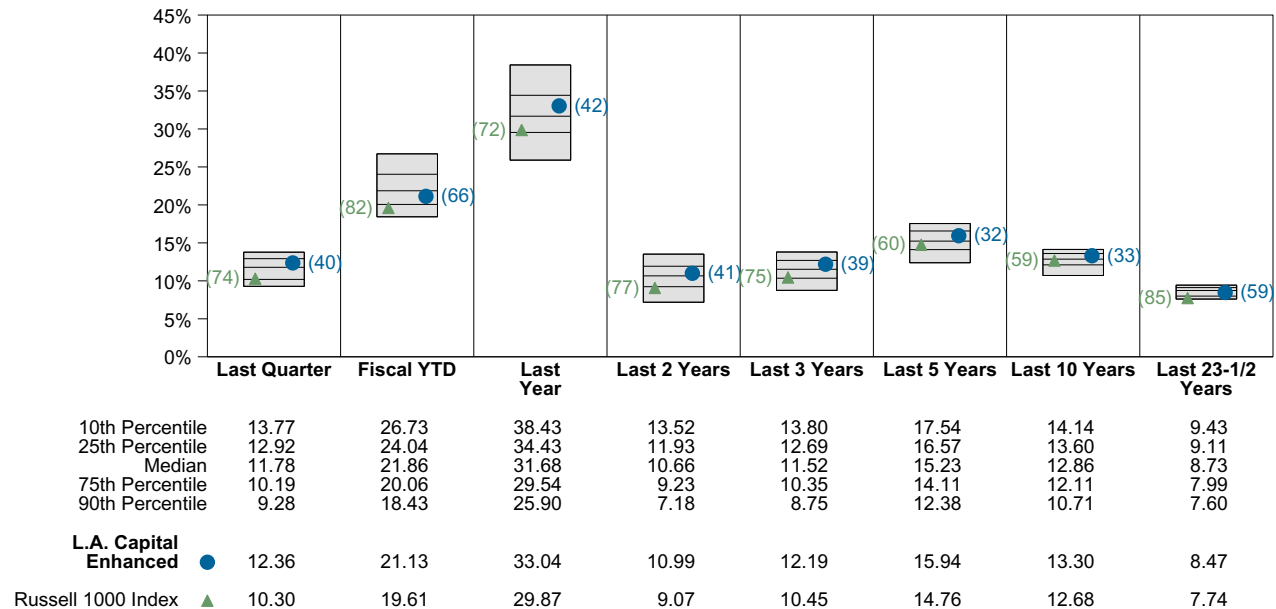 45%
40%
35%
30%
25%
20%
15%
10%
5%
0%
(74) (40)
(82) (66)
(72) (42)
(77) (41)
(75) (39)
(60) (32)
(59) (33)
(85) (59)
Last Quarter Fiscal YTD Last Last 2 Years Last 3 Years Last 5 Years Last 10 Years Last 23-1/2
Year Years
10th Percentile 13.77 26.73 38.43 13.52 13.80 17.54 14.14 9.43
25th Percentile 12.92 24.04 34.43 11.93 12.69 16.57 13.60 9.11
Median 11.78 21.86 31.68 10.66 11.52 15.23 12.86 8.73
75th Percentile 10.19 20.06 29.54 9.23 10.35 14.11 12.11 7.99
90th Percentile 9.28 18.43 25.90 7.18 8.75 12.38 10.71 7.60
L.A. Capital
Enhanced 12.36 21.13 33.04 10.99 12.19 15.94 13.30 8.47
Russell 1000 Index 10.30 19.61 29.87 9.07 10.45 14.76 12.68 7.74